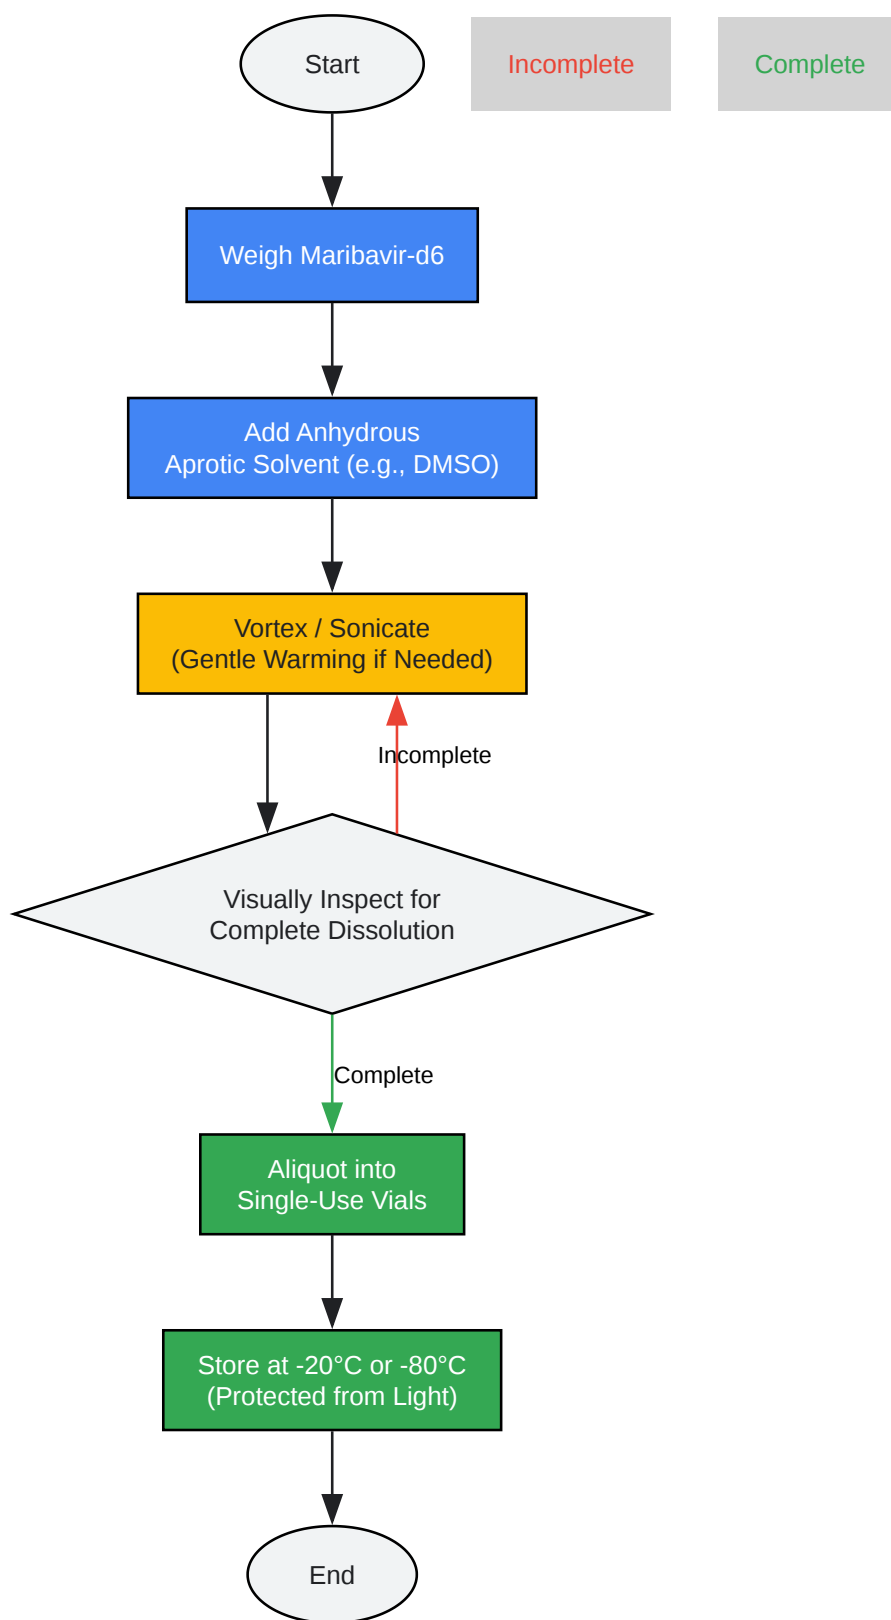 Start
Incomplete
Complete
Weigh Maribavir-d6
Add Anhydrous
Aprotic Solvent (e.g., DMSO)
Vortex / Sonicate
(Gentle Warming if Needed)
Incomplete
Visually Inspect for
Complete Dissolution
Complete
Aliquot into
Single-Use Vials
Store at -20°C or -80°C
(Protected from Light)
End